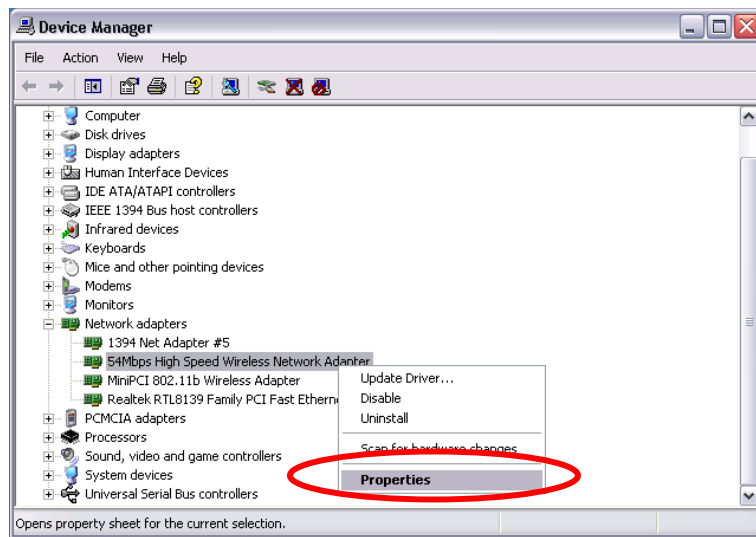 Device Manager
File Action View Help
Computer
Disk drives
Display adapters
Human Interface Devices
IDE ATA/ATAPI controllers
IEEE 1394 Bus host controllers
Infrared devices
Keyboards
Mice and other pointing devices
Modems
Monitors
Network adapters
1394 Net Adapter #5
54Mbps High Speed Wireless Network Adapter
MiniPCI 802.11b Wireless Adapter
Realtek RTL8139 Family PCI Fast Ethern
PCMCIA adapters
Processors
Sound, video and game controllers
System devices
Universal Serial Bus controllers
Update Driver...
Disable
Uninstall
Scan for hardware changes
Properties
Opens property sheet for the current selection.